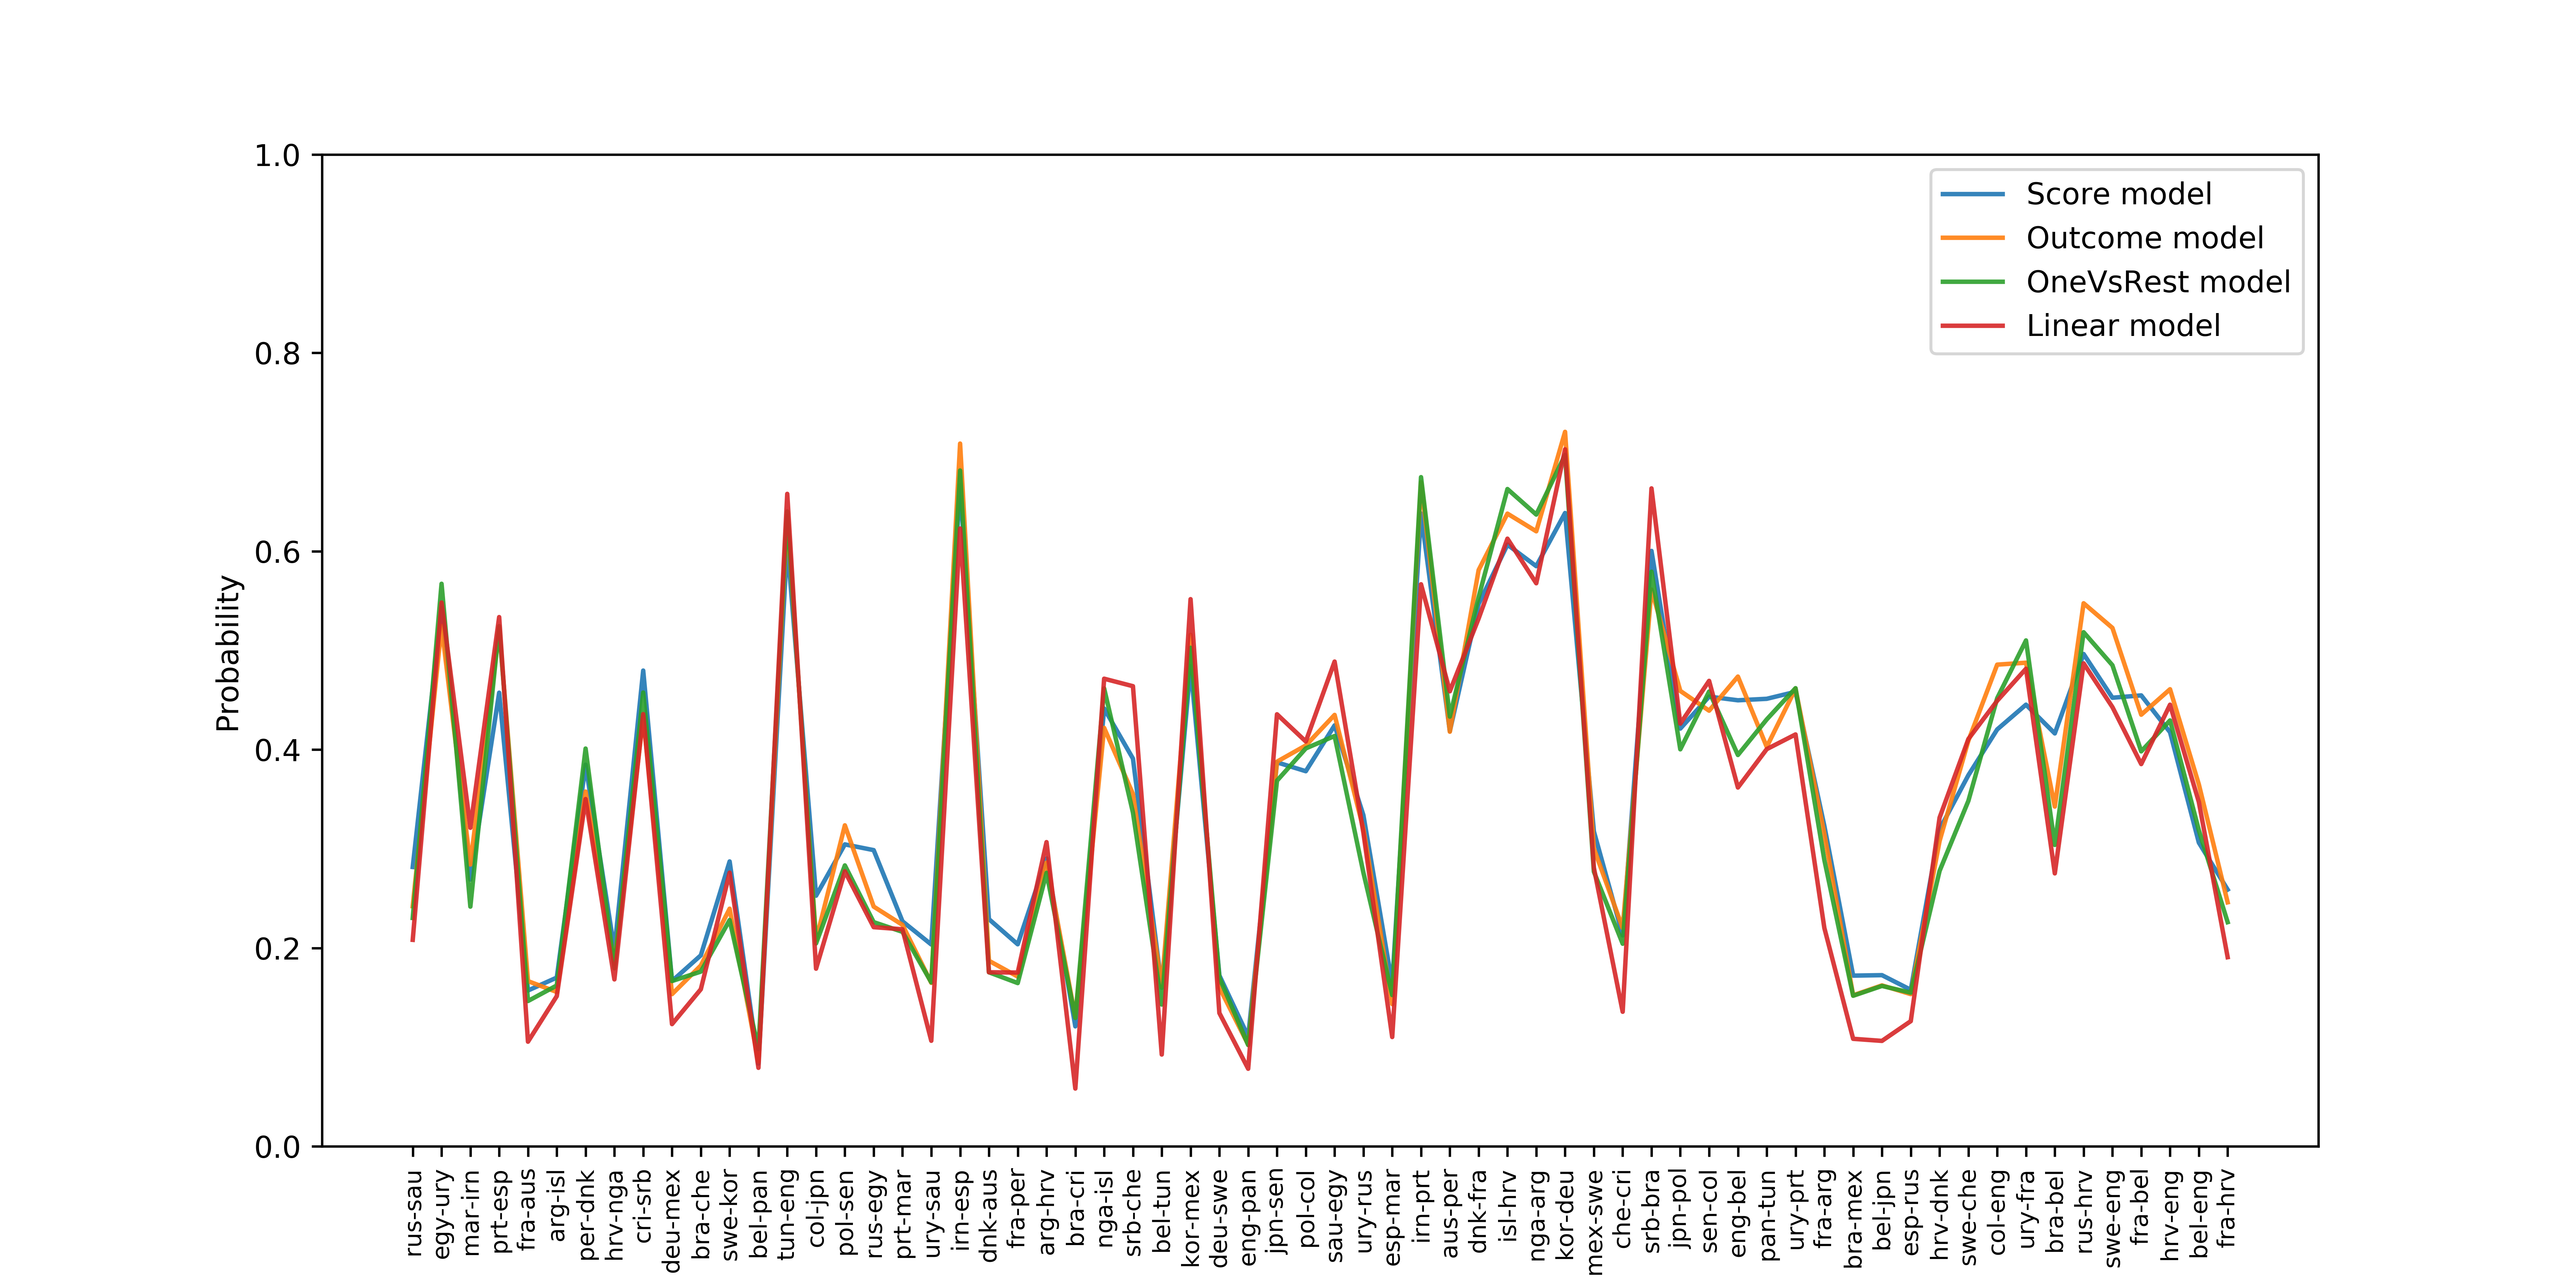 1.0
0.8
0.6
0.4
0.2
0.0
Probability
Score model
Outcome model
OneVsRest model
Linear model
rus-sau
egy-ury
mar-irn
prt-esp
fra-aus
arg-isl
per-dnk
hrv-nga
cri-srb
deu-mex
bra-che
swe-kor
bel-pan
tun-eng
col-jpn
pol-sen
rus-egy
prt-mar
ury-sau
irn-esp
dnk-aus
fra-per
arg-hrv
bra-cri
nga-isl
srb-che
bel-tun
kor-mex
deu-swe
eng-pan
jpn-sen
pol-col
sau-egy
ury-rus
esp-mar
irn-prt
aus-per
dnk-fra
isl-hrv
nga-arg
kor-deu
mex-swe
che-cri
srb-bra
jpn-pol
sen-col
eng-bel
pan-tun
ury-prt
fra-arg
bra-mex
bel-jpn
esp-rus
hrv-dnk
swe-che
col-eng
ury-fra
bra-bel
rus-hrv
swe-eng
fra-bel
hrv-eng
bel-eng
fra-hrv